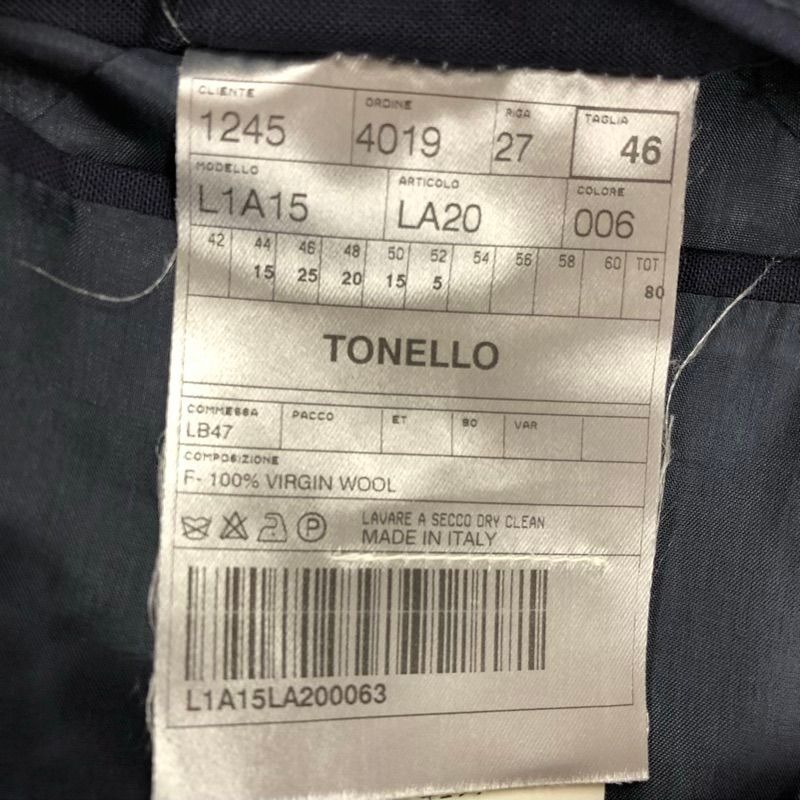 CLIENTE ORDINE RIGA TAGLIA
1245 4019 27 46
MODELLO ARTICOLO COLORE
L1A15 LA20 006
42 44 46 48 50 52 54 56 58 60 TOT
15 25 20 15 5 80
TONELLO
COMMESSA PACCO ET BO VAR
LB47
COMPOSIZIONE
F- 100% VIRGIN WOOL
P LAVARE A SECCO DRY CLEAN
MADE IN ITALY
L1A15LA200063